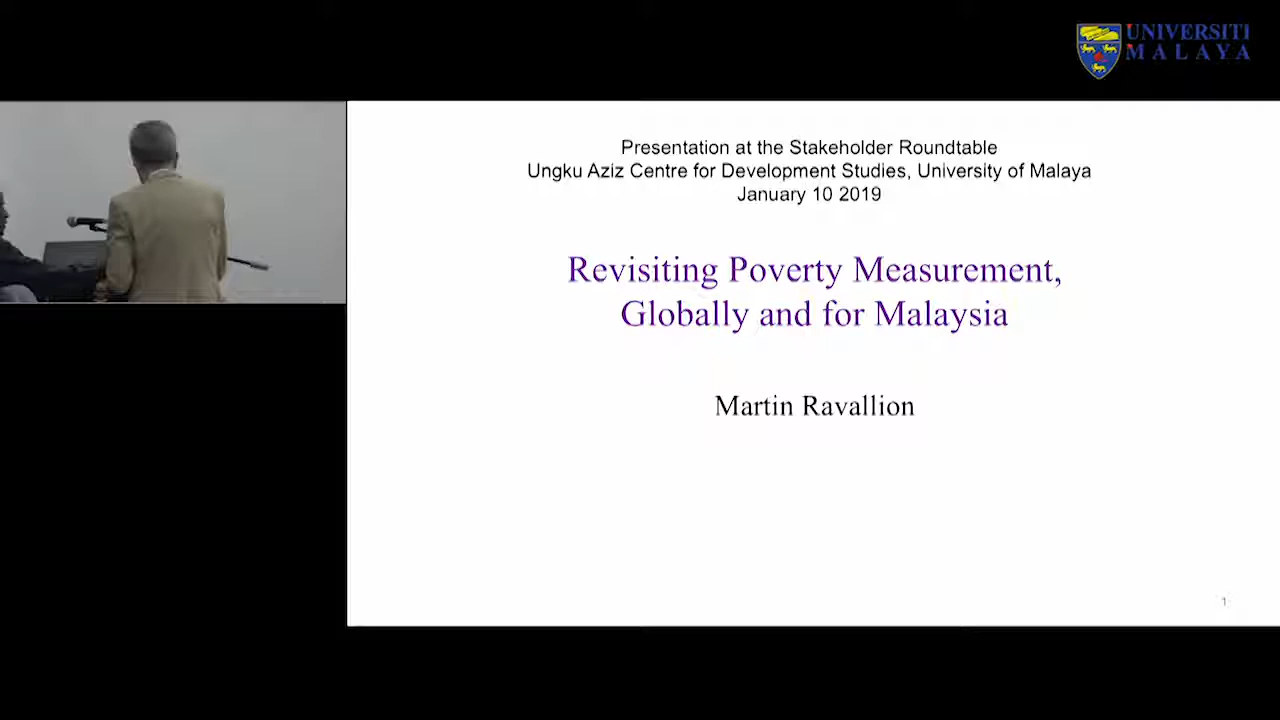 UNIVERSITI
MALAYA
Presentation at the Stakeholder Roundtable
Ungku Aziz Centre for Development Studies, University of Malaya
January 10 2019
Revisiting Poverty Measurement,
Globally and for Malaysia
Martin Ravallion
1